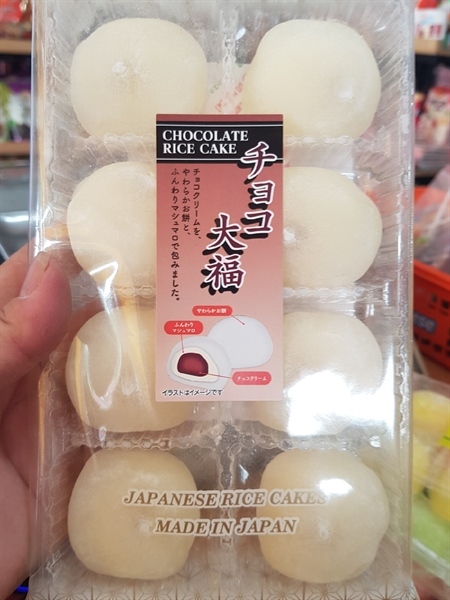 CHOCOLATE
RICE CAKE
チョコ大福
チョコクリームを、
やわらかお餅と、
ふんわりマシュマロで包みました。
やわらかお餅
ふんわり
マシュマロ
チョコクリーム
イラストはイメージです
JAPANESE RICE CAKES
MADE IN JAPAN